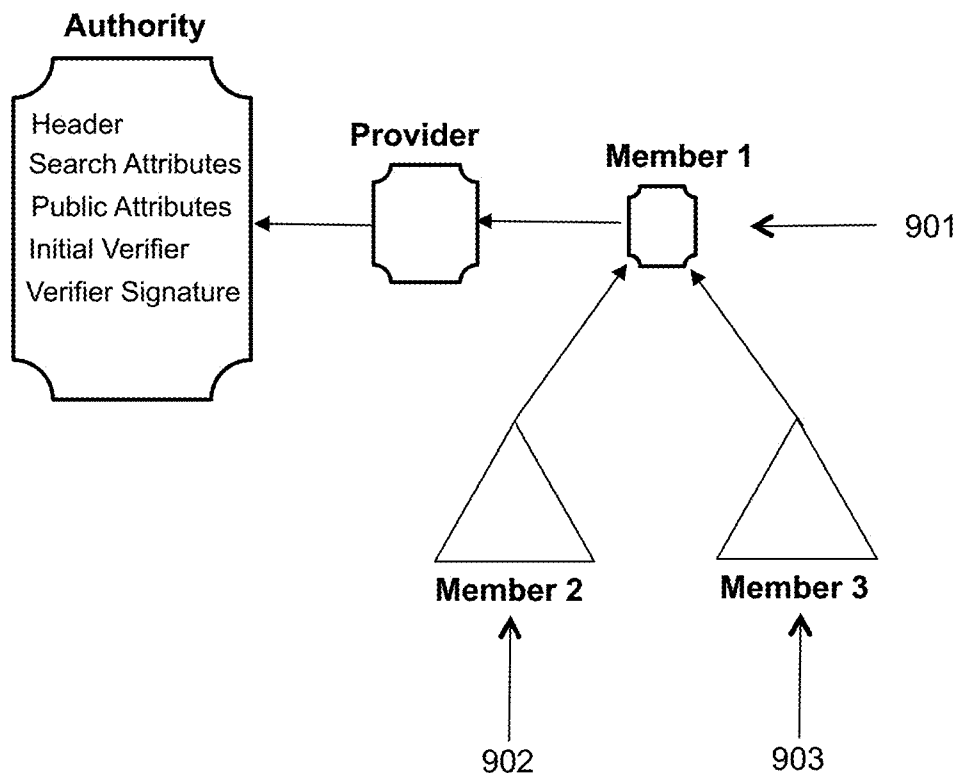 Authority
Header
Search Attributes
Public Attributes
Initial Verifier
Verifier Signature
Provider
Member 1
901
Member 2
Member 3
902
903